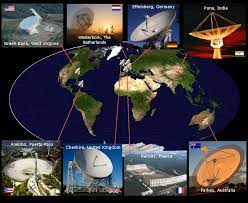 Green Bank, West Virginia
Westerbork, The
Netherlands
Effelsberg, Germany
Pune, India
Arecibo, Puerto Rico
Cheshire, United Kingdom
Nançay, France
Parkes, Australia